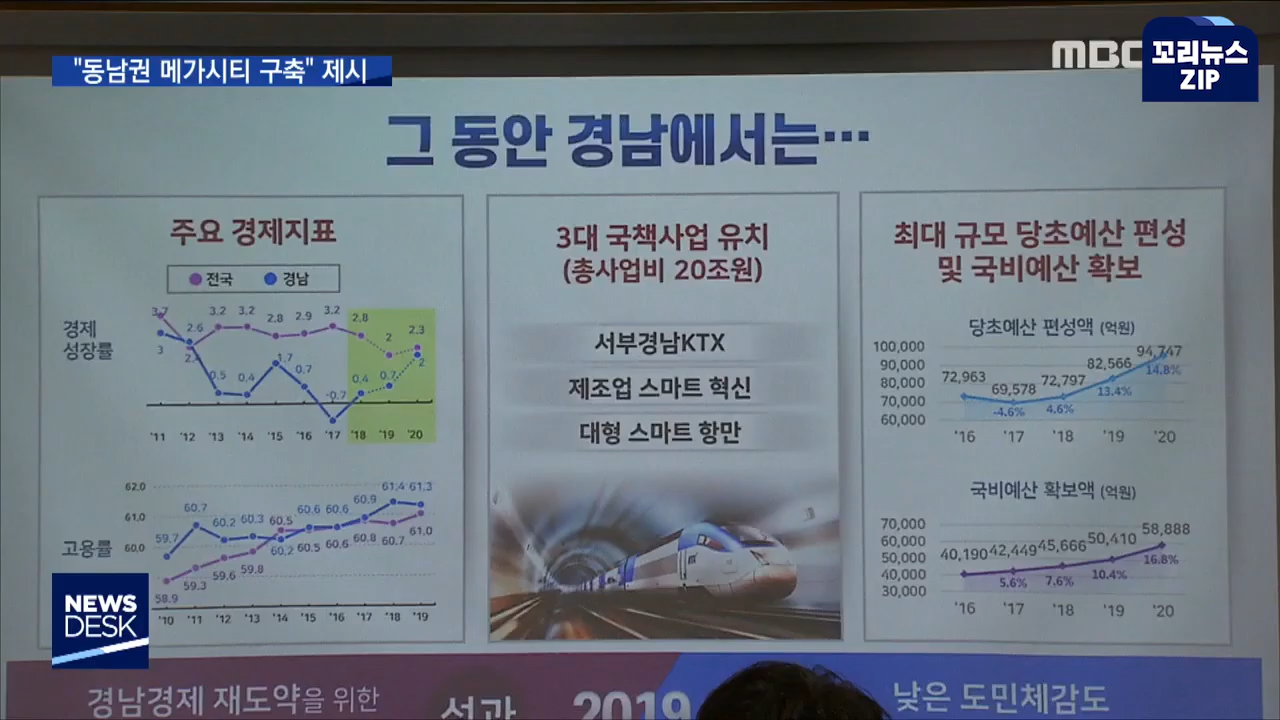 "동남권 메가시티 구축" 제시
MBC
꼬리뉴스
ZIP
그 동안 경남에서는…
주요 경제지표
전국 경남
경제
성장률
3.7 2.6 3.2 3.2 2.8 2.9 3.2 2.8 2 2.3
3 0.5 0.4 1.7 0.7 -0.7 0.4 0.7 2
'11 '12 '13 '14 '15 '16 '17 '18 '19 '20
고용률
62.0
61.0
60.0
59.7 60.7 60.2 60.3 60.5 60.6 60.6 60.9 61.4 61.3
58.9 59.3 59.6 59.8 60.2 60.5 60.6 60.8 60.7 61.0
'10 '11 '12 '13 '14 '15 '16 '17 '18 '19
3대 국책사업 유치
(총사업비 20조원)
서부경남KTX
제조업 스마트 혁신
대형 스마트 항만
최대 규모 당초예산 편성
및 국비예산 확보
당초예산 편성액 (억원)
100,000
90,000
80,000
70,000
60,000
72,963 69,578 72,797 82,566 94,747
-4.6% 4.6% 13.4% 14.8%
'16 '17 '18 '19 '20
국비예산 확보액 (억원)
70,000
60,000
50,000
40,000
30,000
40,190 42,449 45,666 50,410 58,888
5.6% 7.6% 10.4% 16.8%
'16 '17 '18 '19 '20
NEWS
DESK
경남경제 재도약을 위한
성과 2019
낮은 도민체감도